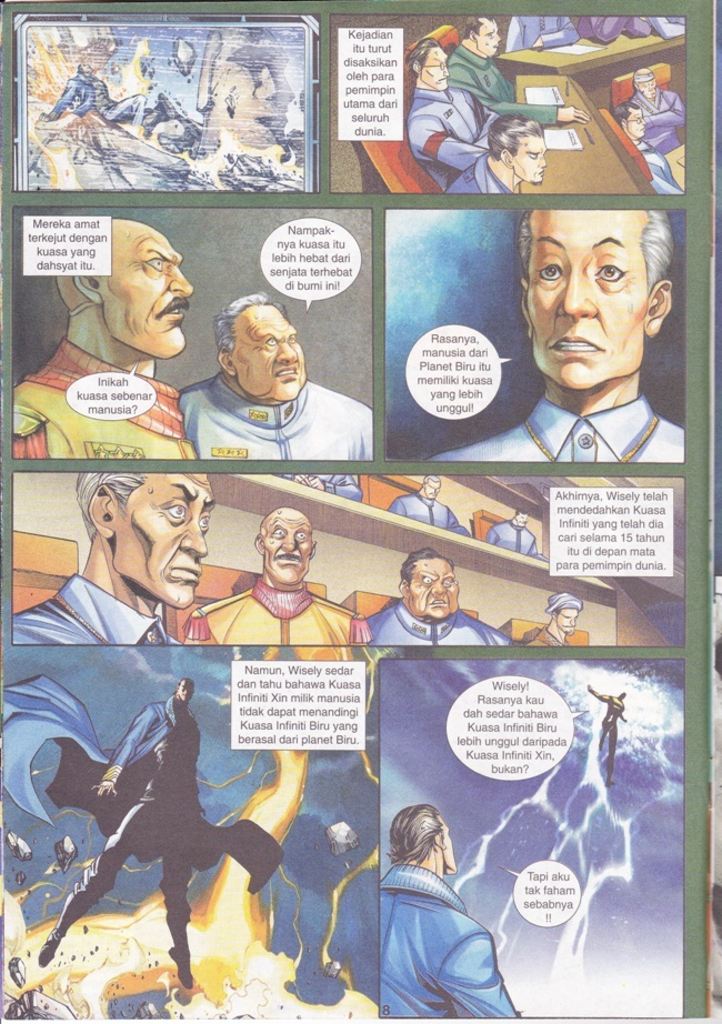 Kejadian
itu turut
disaksikan
oleh para
pemimpin
utama dari
seluruh
dunia.
Mereka amat
terkejut dengan
kuasa yang
dahsyat itu.
Nampak-
nya kuasa itu
lebih hebat dari
senjata terhebat
di bumi ini!
Inikah
kuasa sebenar
manusia?
Rasanya,
manusia dari
Planet Biru itu
memiliki kuasa
yang lebih
unggul!
Akhirnya, Wisely telah
mendedahkan Kuasa
Infiniti yang telah dia
cari selama 15 tahun
itu di depan mata
para pemimpin dunia.
Namun, Wisely sedar
dan tahu bahawa Kuasa
Infiniti Xin milik manusia
tidak dapat menandingi
Kuasa Infiniti Biru yang
berasal dari planet Biru.
Wisely!
Rasanya kau
dah sedar bahawa
Kuasa Infiniti Biru
lebih unggul daripada
Kuasa Infiniti Xin,
bukan?
Tapi aku
tak faham
sebabnya
!!
8